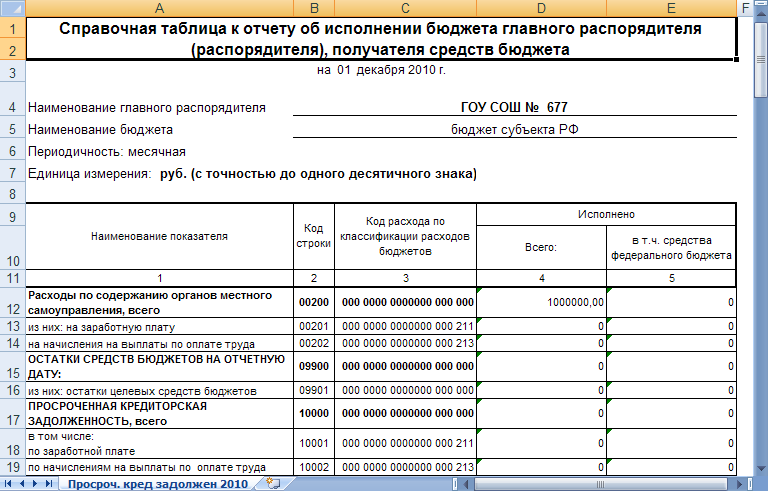 A B C D E F
1 Справочная таблица к отчету об исполнении бюджета главного распорядителя
2 (распорядителя), получателя средств бюджета
3 на 01 декабря 2010 г.
4 Наименование главного распорядителя ГОУ СОШ № 677
5 Наименование бюджета бюджет субъекта РФ
6 Периодичность: месячная
7 Единица измерения: руб. (с точностью до одного десятичного знака)
8
9 Исполнено
10 Наименование показателя
Код
строки
Код расхода по
классификации расходов
бюджетов
Всего:
в т.ч. средства
федерального бюджета
11 1 2 3 4 5
Расходы по содержанию органов местного
12 самоуправления, всего 00200 000 0000 0000000 000 000 1000000,00 0
13 из них: на заработную плату 00201 000 0000 0000000 000 211 0 0
14 на начисления на выплаты по оплате труда 00202 000 0000 0000000 000 213 0 0
ОСТАТКИ СРЕДСТВ БЮДЖЕТОВ НА ОТЧЕТНУЮ
15 ДАТУ: 09900 000 0000 0000000 000 000 0 0
16 из них: остатки целевых средств бюджетов 09901 000 0000 0000000 000 000 0 0
ПРОСРОЧЕННАЯ КРЕДИТОРСКАЯ
17 ЗАДОЛЖЕННОСТЬ, всего 10000 000 0000 0000000 000 000 0 0
в том числе:
18 по заработной плате 10001 000 0000 0000000 000 211 0 0
19 по начислениям на выплаты по оплате труда 10002 000 0000 0000000 000 213 0 0
Просроч. кред задолжен 2010